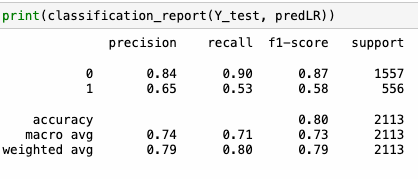 print(classification_report(Y_test, predLR))
precision recall f1-score support
0 0.84 0.90 0.87 1557
1 0.65 0.53 0.58 556
accuracy 0.80 2113
macro avg 0.74 0.71 0.73 2113
weighted avg 0.79 0.80 0.79 2113